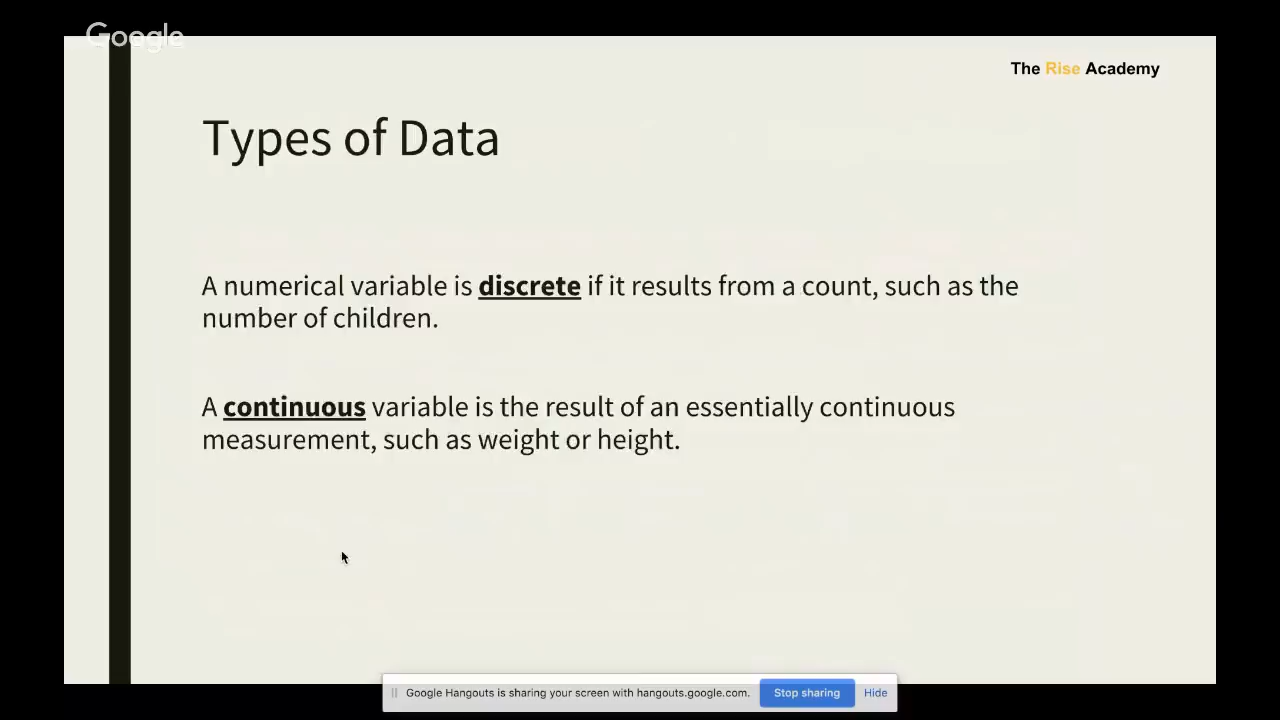 Google
The Rise Academy
Types of Data
A numerical variable is discrete if it results from a count, such as the
number of children.
A continuous variable is the result of an essentially continuous
measurement, such as weight or height.
Google Hangouts is sharing your screen with hangouts.google.com. Stop sharing Hide